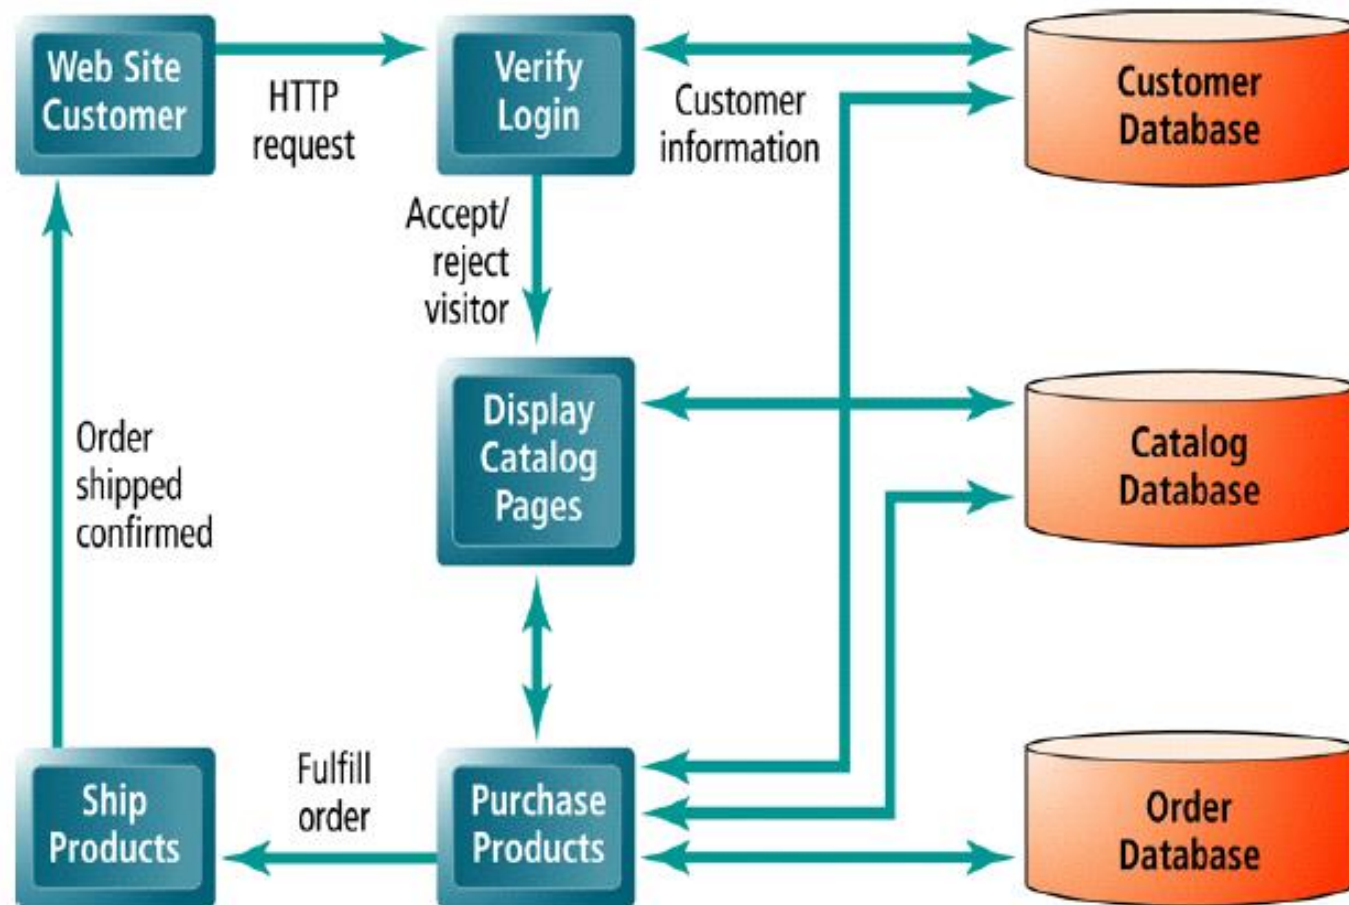 Web Site
Customer
HTTP
request
Verify
Login
Customer
information
Customer
Database
Accept/
reject
visitor
Display
Catalog
Pages
Catalog
Database
Order
shipped
confirmed
Ship
Products
Fulfill
order
Purchase
Products
Order
Database